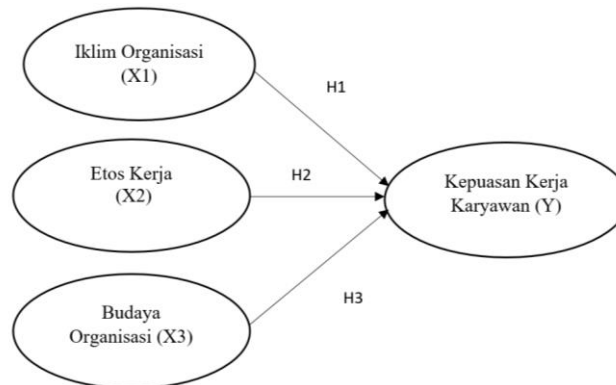 Iklim Organisasi
(X1)
H1
Etos Kerja
(X2)
H2
Kepuasan Kerja
Karyawan (Y)
Budaya
Organisasi (X3)
H3